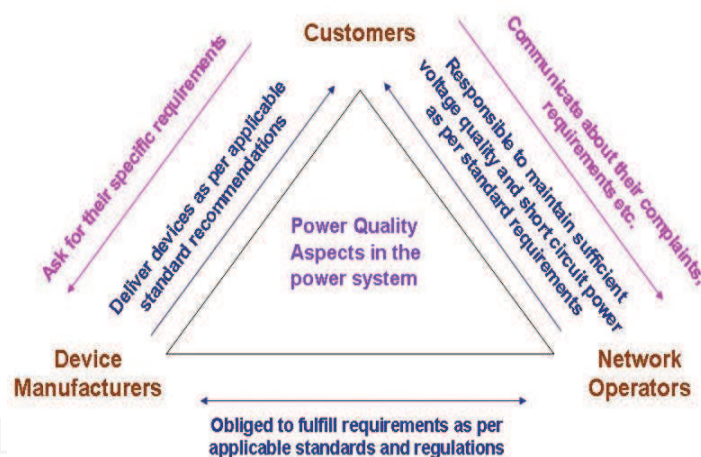 Customers
Ask for their specific requirements
Deliver devices as per applicable
standard recommendations
Communicate about their complaints,
requirements etc.
Responsible to maintain sufficient
voltage quality and short circuit power
as per standard requirements
Power Quality
Aspects in the
power system
Device
Manufacturers
Network
Operators
Obliged to fulfill requirements as per
applicable standards and regulations